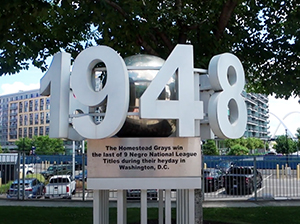 1948
The Homestead Grays win
the last of 9 Negro National League
Titles during their heyday in
Washington, D.C.